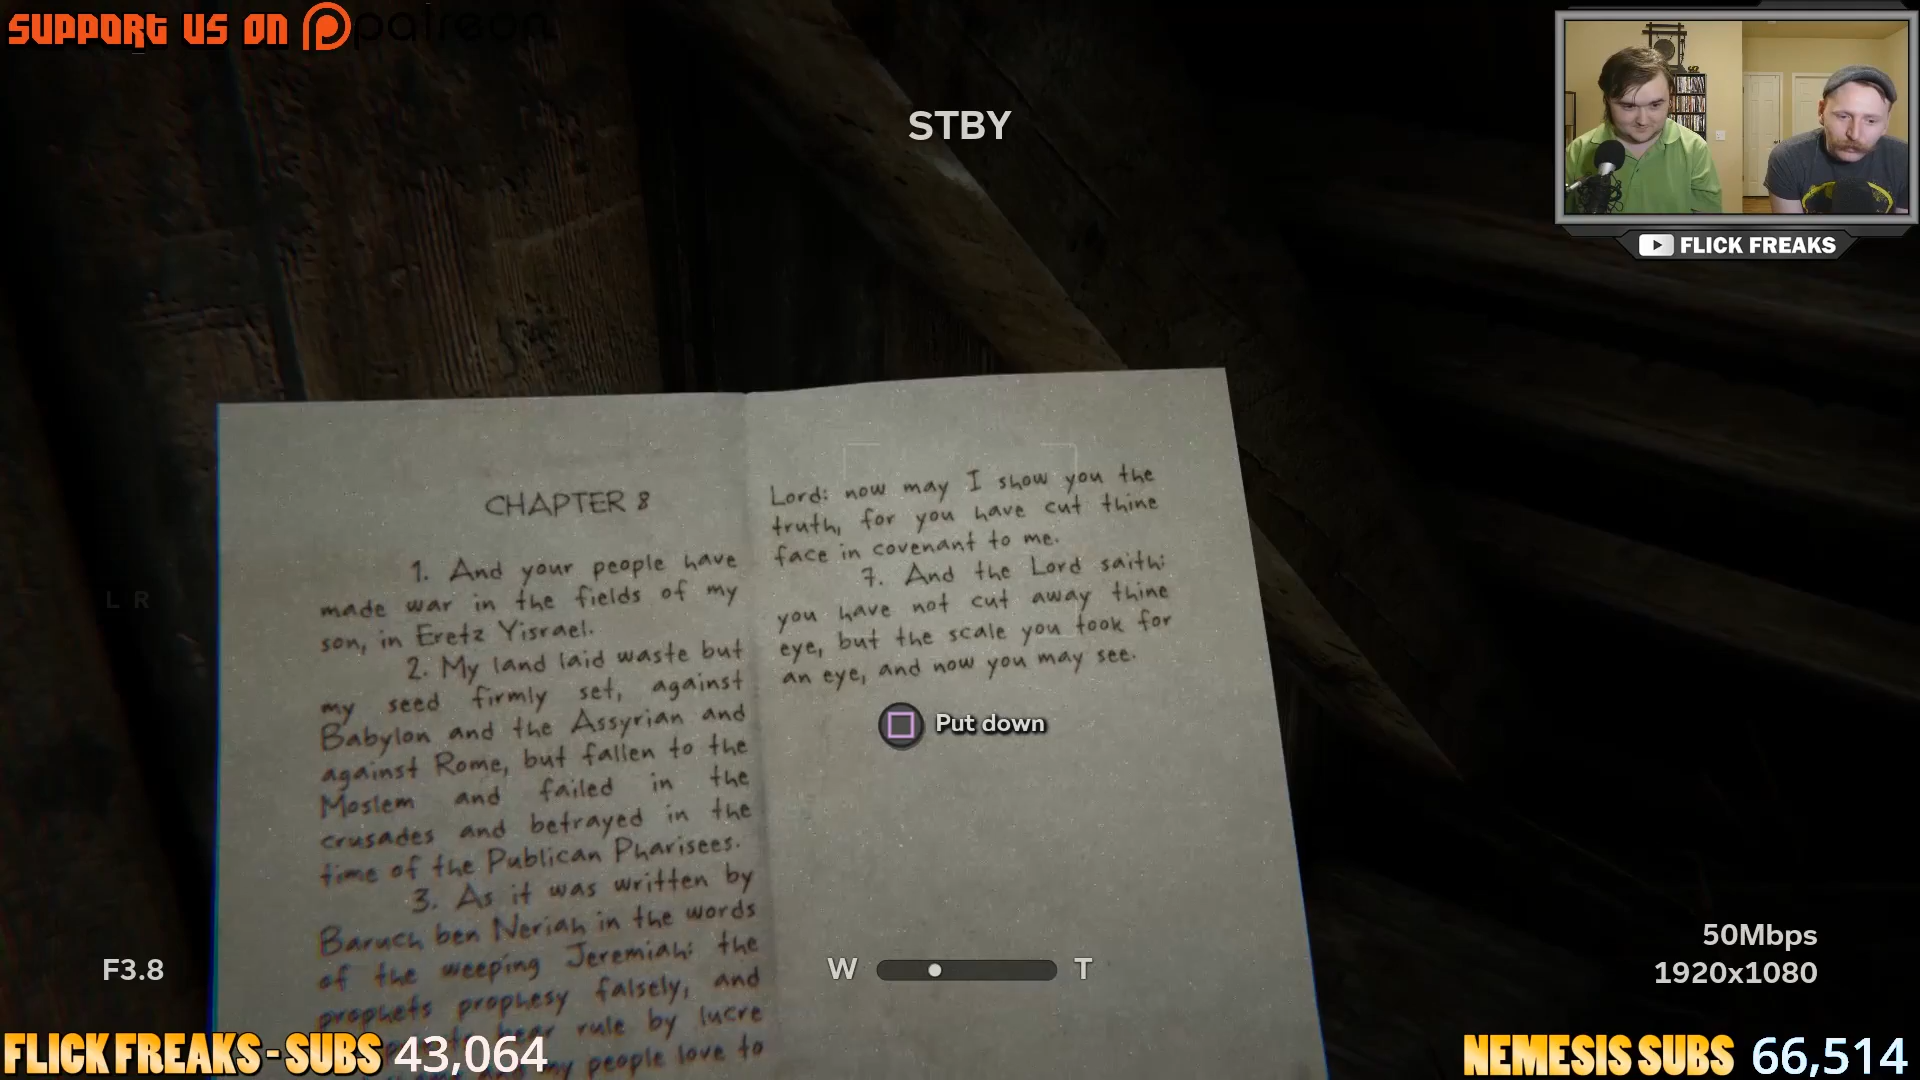 SUPPORT US ON patreon
STBY
FLICK FREAKS
L R
CHAPTER 8
1. And your people have
made war in the fields of my
son, in Eretz Yisrael.
2. My land laid waste but
my seed firmly set, against
Babylon and the Assyrian and
against Rome, but fallen to the
Moslem and failed in the
crusades and betrayed in the
time of the Publican Pharisees.
3. As it was written by
Baruch ben Neriah in the words
of the weeping Jeremiah: the
prophets prophesy falsely, and
bear rule by lucre
my people love to
Lord: now may I show you the
truth, for you have cut thine
face in covenant to me.
7. And the Lord saith:
you have not cut away thine
eye, but the scale you took for
an eye, and now you may see.
Put down
50Mbps
F3.8
W T
1920x1080
FLICK FREAKS - SUBS 43,064
NEMESIS SUBS 66,514